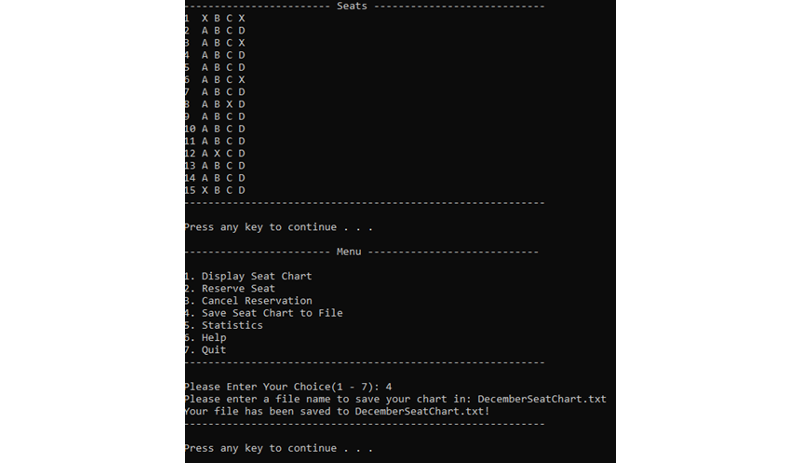 ------------------------ Seats ----------------------------
1  X B C X
2  A B C D
3  A B C X
4  A B C D
5  A B C D
6  A B C X
7  A B C D
8  A B X D
9  A B C D
10 A B C D
11 A B C D
12 A X C D
13 A B C D
14 A B C D
15 X B C D
-----------------------------------------------------------
Press any key to continue . . .
------------------------ Menu ----------------------------
1. Display Seat Chart
2. Reserve Seat
3. Cancel Reservation
4. Save Seat Chart to File
5. Statistics
6. Help
7. Quit
-----------------------------------------------------------
Please Enter Your Choice(1 - 7): 4
Please enter a file name to save your chart in: DecemberSeatChart.txt
Your file has been saved to DecemberSeatChart.txt!
-----------------------------------------------------------
Press any key to continue . . .